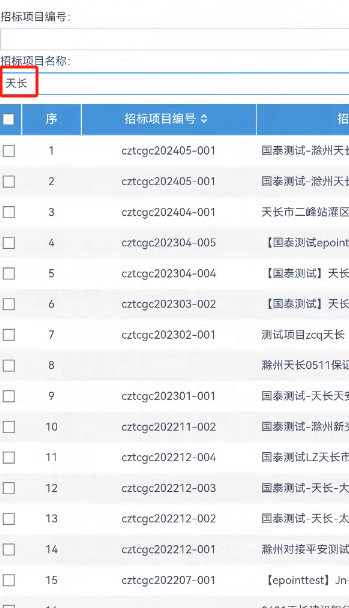 招标项目编号:
招标项目名称:
天长
序 招标项目编号 招
1 cztcgc202405-001 国泰测试-滁州天长
2 cztcgc202405-001 国泰测试-滁州天长
3 cztcgc202404-001 天长市二峰站灌区
4 cztcgc202304-005 【国泰测试epoint
5 cztcgc202304-004 【国泰测试】天长
6 cztcgc202303-002 【国泰测试】天长
7 cztcgc202302-001 测试项目zcq天长
8 滁州天长0511保证
9 cztcgc202301-001 国泰测试-天长天安
10 cztcgc202211-002 国泰测试-滁州新
11 cztcgc202212-004 国泰测试LZ天长市
12 cztcgc202212-003 国泰测试-天长-大
13 cztcgc202212-002 国泰测试-天长-太
14 cztcgc202212-001 滁州对接平安测试
15 cztcgc202207-001 【epointtest】Jn-